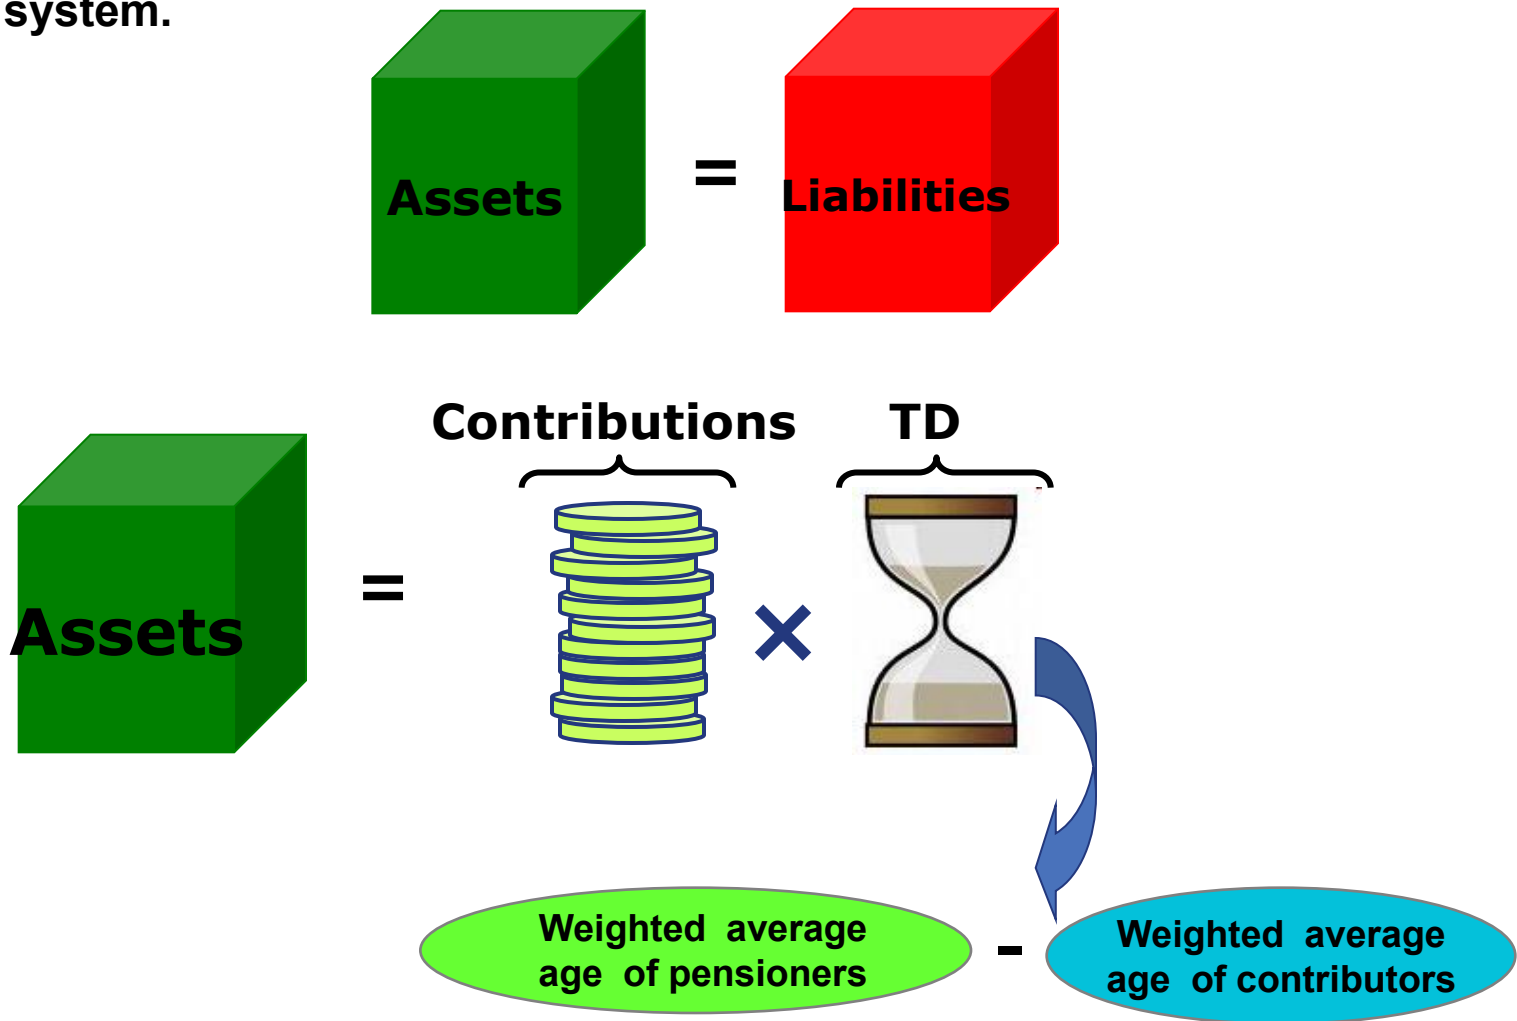 system.
Assets = Liabilities
Contributions TD
Assets = ×
Weighted average
age of pensioners
-
Weighted average
age of contributors